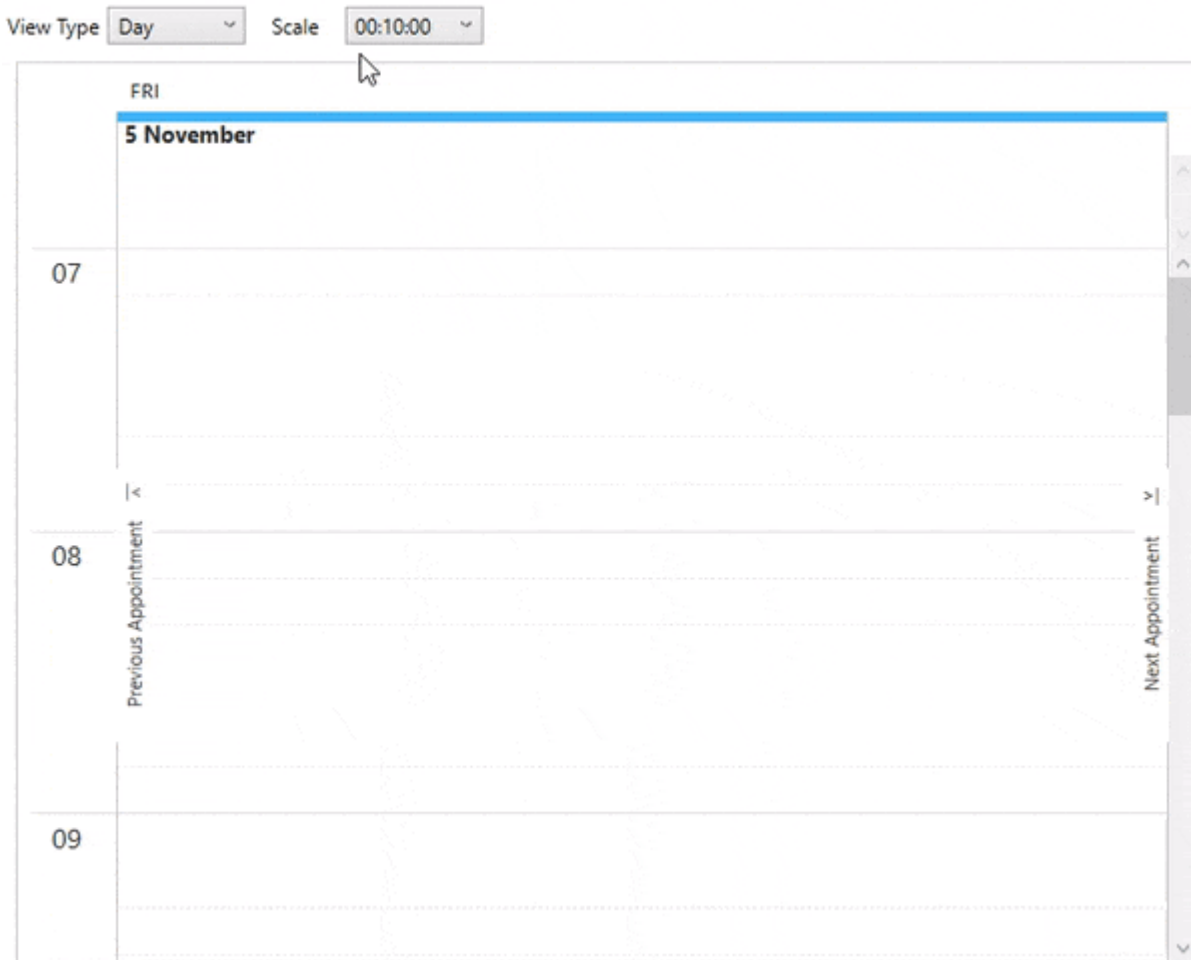 View Type Day Scale 00:10:00
FRI
5 November
07
08
Previous Appointment
Next Appointment
09